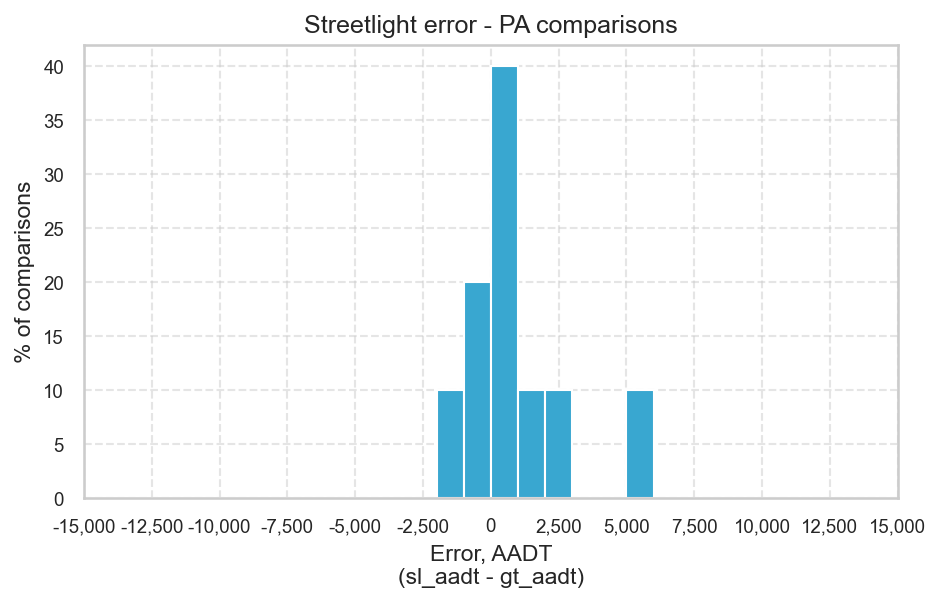 Streetlight error - PA comparisons
% of comparisons
40
35
30
25
20
15
10
5
0
-15,000 -12,500 -10,000 -7,500 -5,000 -2,500 0 2,500 5,000 7,500 10,000 12,500 15,000
Error, AADT
(sl_aadt - gt_aadt)